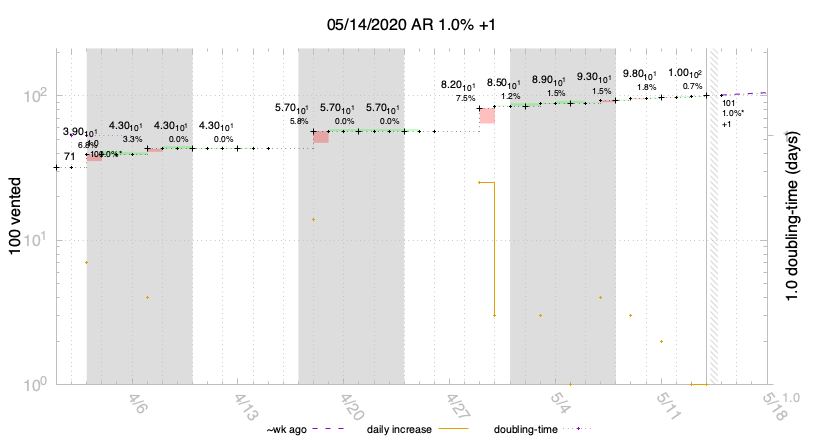 05/14/2020 AR 1.0% +1
8.20₁₀¹ 8.50₁₀¹ 8.90₁₀¹ 9.30₁₀¹ 9.80₁₀¹ 1.00₁₀²
7.5% 1.2% 1.5% 1.5% 1.8% 0.7%
10²
101
1.0%*
+1
3.90₁₀¹ 4.30₁₀¹ 4.30₁₀¹ 4.30₁₀¹ 5.70₁₀¹ 5.70₁₀¹ 5.70₁₀¹
3.3% 0.0% 0.0% 5.8% 0.0% 0.0%
71
100 vented
1.0 doubling-time (days)
10¹
10⁰
1.0
4/6 4/13 4/20 4/27 5/4 5/11 5/18
~wk ago daily increase doubling-time